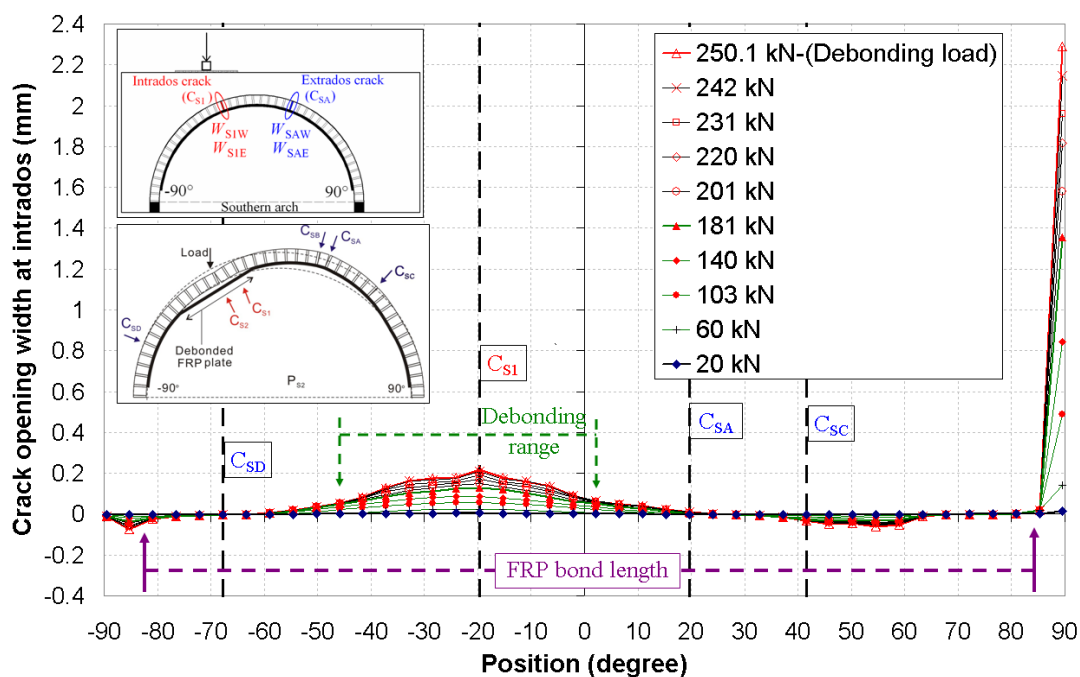 Crack opening width at intrados (mm)
2.4
2.2
2
1.8
1.6
1.4
1.2
1
0.8
0.6
0.4
0.2
0
-0.2
-0.4
Intrados crack
(CS1)
Extrados crack
(CSA)
WS1W
WS1E
WSAW
WSAE
-90°
90°
Southern arch
Load
CSB
CSA
CSC
CS1
CS2
CSD
Debonded
FRP plate
-90°
PS2
90°
250.1 kN-(Debonding load)
242 kN
231 kN
220 kN
201 kN
181 kN
140 kN
103 kN
60 kN
20 kN
CS1
Debonding
range
CSD
CSA
CSC
FRP bond length
-90 -80 -70 -60 -50 -40 -30 -20 -10 0 10 20 30 40 50 60 70 80 90
Position (degree)